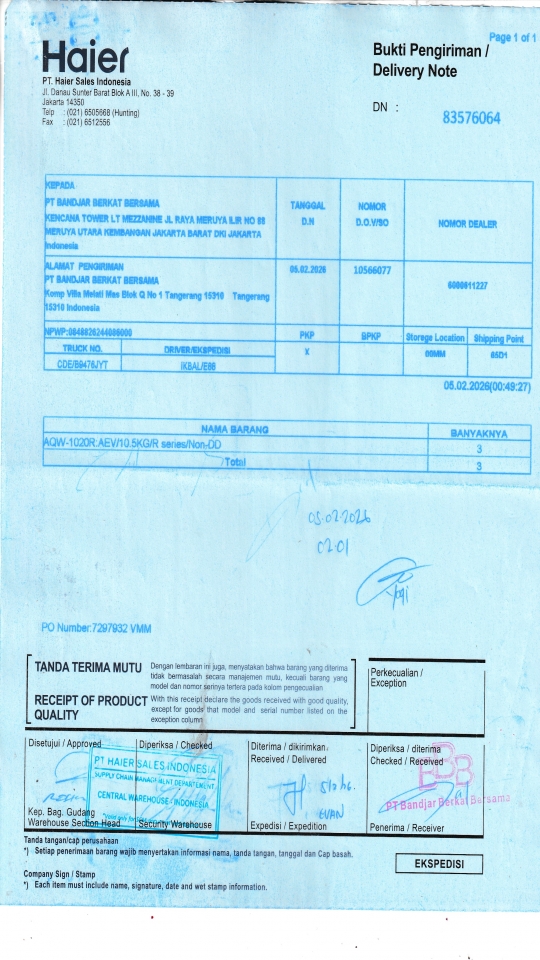 Page 1 of 1
Haier
Bukti Pengiriman /
Delivery Note
PT. Haier Sales Indonesia
Jl. Danau Sunter Barat Blok A III, No. 38 - 39
Jakarta 14350
Telp : (021) 6505668 (Hunting)
Fax : (021) 6512556
DN :
83576064
KEPADA
PT BANDJAR BERKAT BERSAMA
KENCANA TOWER LT MEZZANINE JL RAYA MERUYA ILIR NO 88
MERUYA UTARA KEMBANGAN JAKARTA BARAT DKI JAKARTA
Indonesia
TANGGAL
D.N
NOMOR
D.O.V/SO
NOMOR DEALER
ALAMAT PENGIRIMAN
PT BANDJAR BERKAT BERSAMA
Komp Villa Melati Mas Blok Q No 1 Tangerang 15310 Tangerang
15310 Indonesia
05.02.2026
10566077
6000611227
NPWP:0648826244086000
PKP
BPKP
Storage Location
Shipping Point
TRUCK NO.
DRIVER/EKSPEDISI
X
00MM
65D1
CDE/B9476JYT
IKBAL/E66
05.02.2026(00:49:27)
NAMA BARANG
BANYAKNYA
AQW-1020R:AEV/10.5KG/R series/Non-DD
3
Total
3
05.02.2026
02.01
Yogi
PO Number:7297932 VMM
TANDA TERIMA MUTU
Dengan lembaran ini juga, menyatakan bahwa barang yang diterima
tidak bermasalah secara manajemen mutu, kecuali barang yang
model dan nomor serinya tertera pada kolom pengecualian
RECEIPT OF PRODUCT
QUALITY
With this receipt declare the goods received with good quality,
except for goods that model and serial number listed on the
exception column
Perkecualian /
Exception
Disetujui / Approved
Diperiksa / Checked
Diterima / dikirimkan
Received / Delivered
Diperiksa / diterima
Checked / Received
PT HAIER SALES INDONESIA
SUPPLY CHAIN MANAGEMENT DEPARTEMENT
CENTRAL WAREHOUSE - INDONESIA
BBB
PT Bandjar Berkat Bersama
Kep. Bag. Gudang
Warehouse Section Head
Security Warehouse
Expedisi / Expedition
Penerima / Receiver
Tanda tangan/cap perusahaan
*) Setiap penerimaan barang wajib menyertakan informasi nama, tanda tangan, tanggal dan Cap basah.
EKSPEDISI
Company Sign / Stamp
*) Each item must include name, signature, date and wet stamp information.